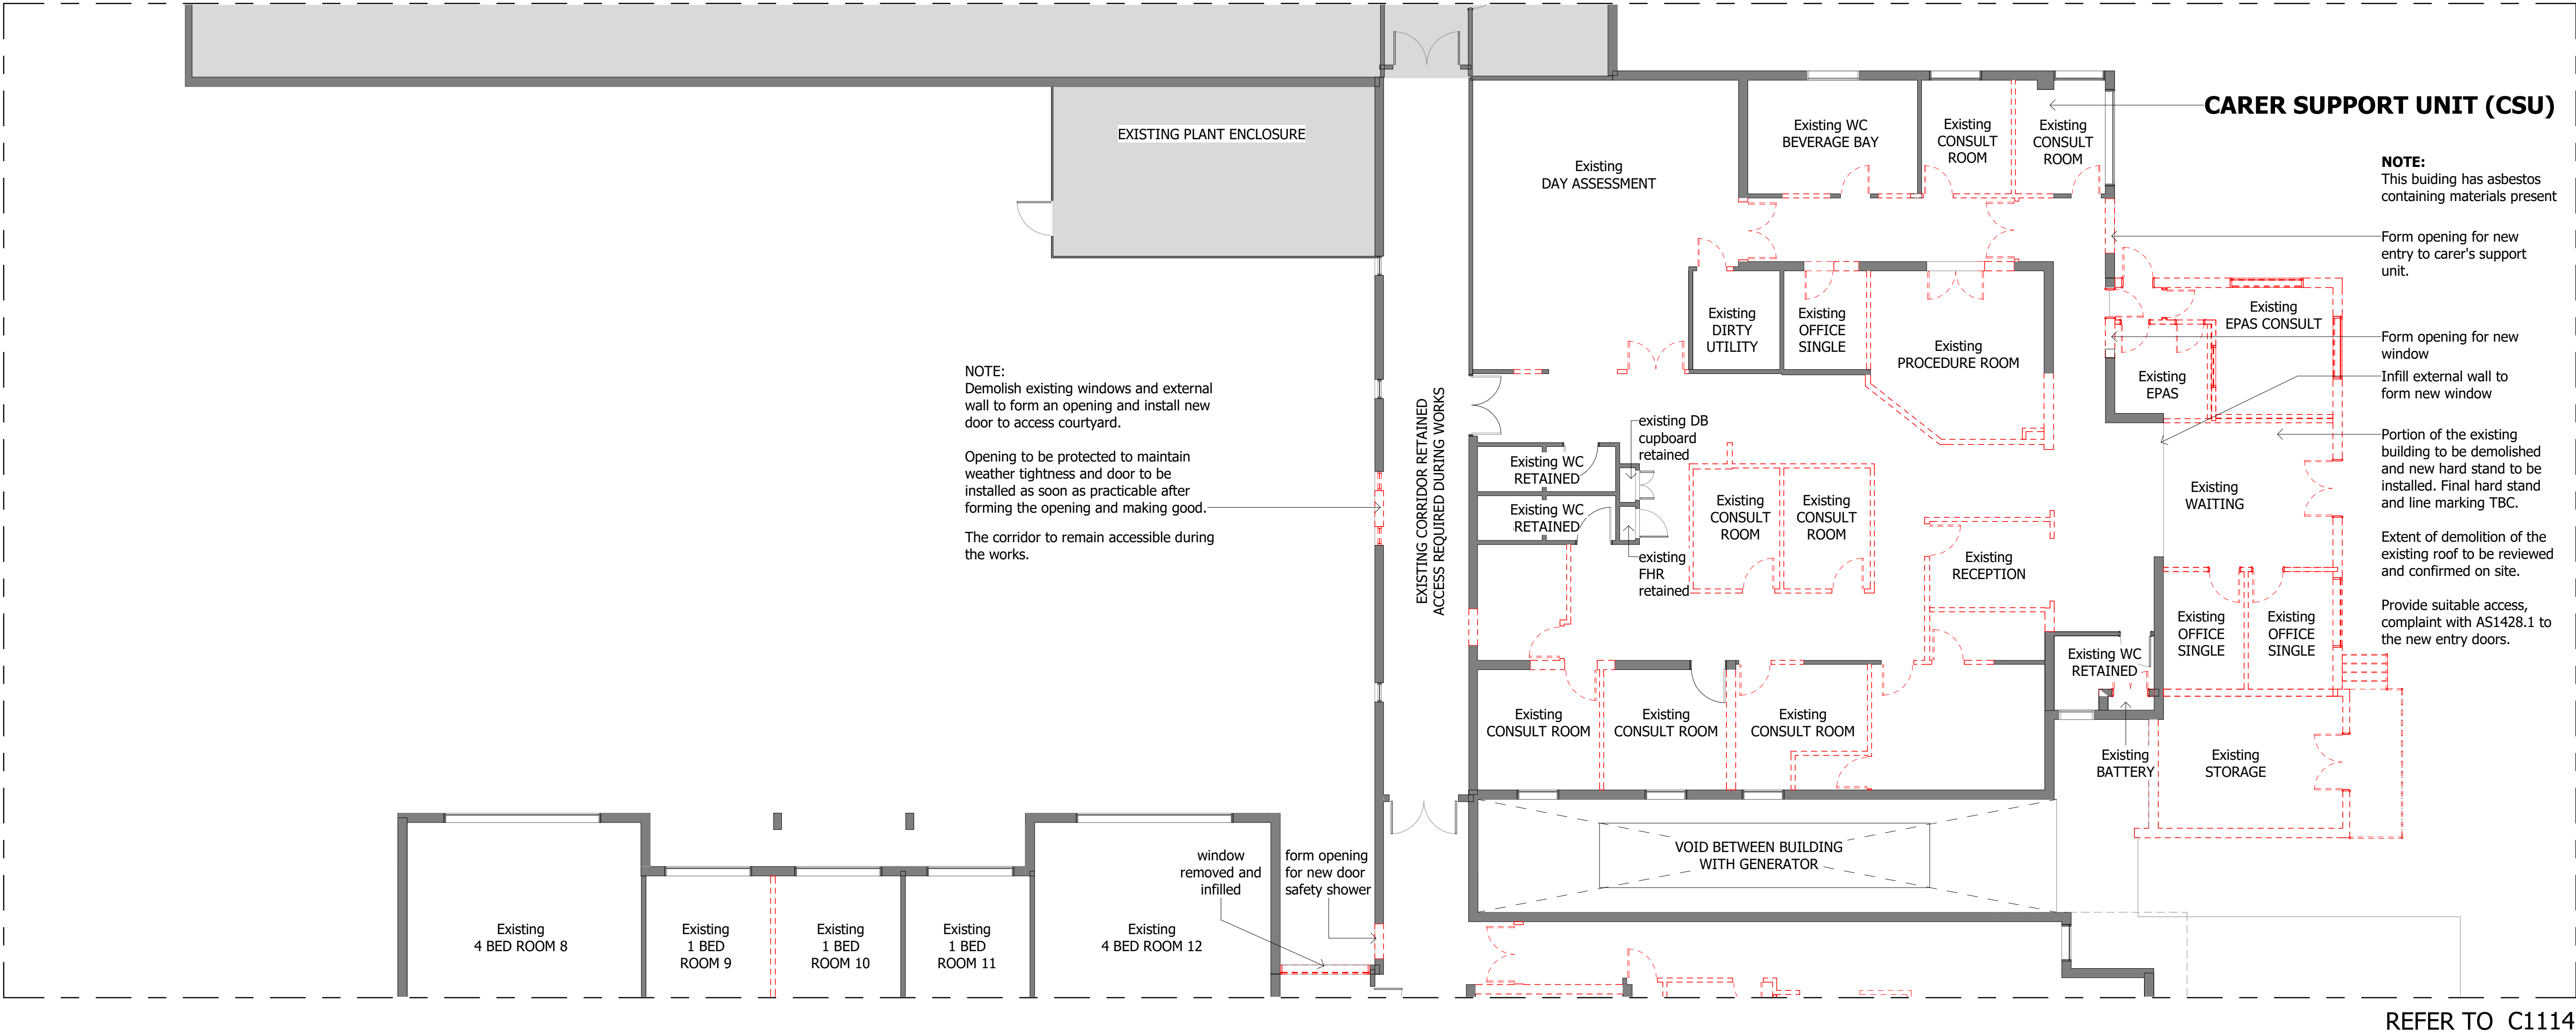 CARER SUPPORT UNIT (CSU)
EXISTING PLANT ENCLOSURE
Existing
DAY ASSESSMENT
Existing WC
BEVERAGE BAY
Existing
CONSULT
ROOM
Existing
CONSULT
ROOM
NOTE:
This buiding has asbestos
containing materials present
Form opening for new
entry to carer's support
unit.
Existing
DIRTY
UTILITY
Existing
OFFICE
SINGLE
Existing
PROCEDURE ROOM
Existing
EPAS CONSULT
Existing
EPAS
Form opening for new
window
Infill external wall to
form new window
Portion of the existing
building to be demolished
and new hard stand to be
installed. Final hard stand
and line marking TBC.
Extent of demolition of the
existing roof to be reviewed
and confirmed on site.
Provide suitable access,
complaint with AS1428.1 to
the new entry doors.
NOTE:
Demolish existing windows and external
wall to form an opening and install new
door to access courtyard.
Opening to be protected to maintain
weather tightness and door to be
installed as soon as practicable after
forming the opening and making good.
The corridor to remain accessible during
the works.
EXISTING CORRIDOR RETAINED
ACCESS REQUIRED DURING WORKS
existing DB
cupboard
retained
Existing WC
RETAINED
Existing WC
RETAINED
existing
FHR
retained
Existing
CONSULT
ROOM
Existing
CONSULT
ROOM
Existing
RECEPTION
Existing
WAITING
Existing
OFFICE
SINGLE
Existing
OFFICE
SINGLE
Existing WC
RETAINED
Existing
CONSULT ROOM
Existing
CONSULT ROOM
Existing
CONSULT ROOM
Existing
BATTERY
Existing
STORAGE
VOID BETWEEN BUILDING
WITH GENERATOR
window
removed and
infilled
form opening
for new door
safety shower
Existing
4 BED ROOM 8
Existing
1 BED
ROOM 9
Existing
1 BED
ROOM 10
Existing
1 BED
ROOM 11
Existing
4 BED ROOM 12
REFER TO C1114